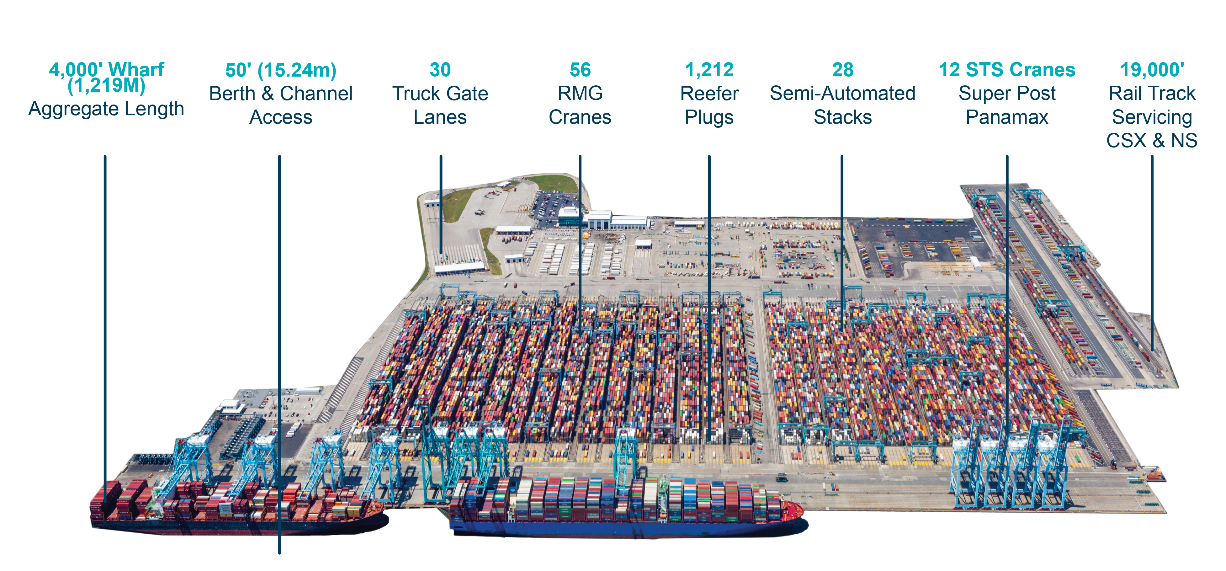 4,000' Wharf
(1,219M)
Aggregate Length
50' (15.24m)
Berth & Channel
Access
30
Truck Gate
Lanes
56
RMG
Cranes
1,212
Reefer
Plugs
28
Semi-Automated
Stacks
12 STS Cranes
Super Post
Panamax
19,000'
Rail Track
Servicing
CSX & NS